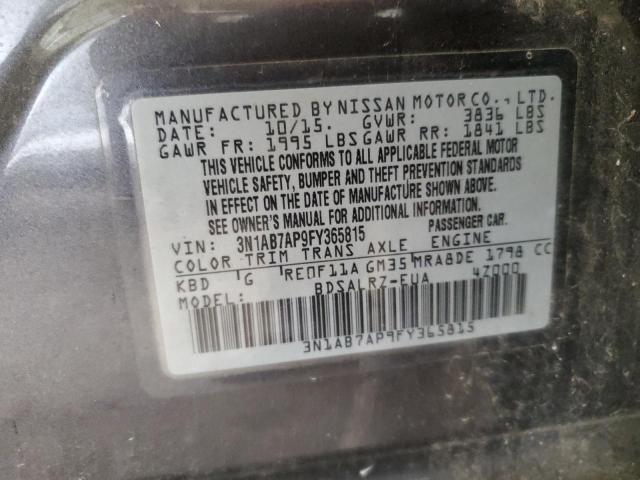 MANUFACTURED BY NISSAN MOTOR CO., LTD.
DATE: 10/15. GVWR: 3836 LBS
GAWR FR: 1995 LBS GAWR RR: 1841 LBS
THIS VEHICLE CONFORMS TO ALL APPLICABLE FEDERAL MOTOR
VEHICLE SAFETY, BUMPER AND THEFT PREVENTION STANDARDS
IN EFFECT ON THE DATE OF MANUFACTURE SHOWN ABOVE.
SEE OWNER'S MANUAL FOR ADDITIONAL INFORMATION.
VIN: 3N1AB7AP9FY365815 PASSENGER CAR
COLOR TRIM TRANS AXLE ENGINE
KBD G RE0F11A GM35 MRA8DE 1798 CC
MODEL: BDSALRZ-EUA 4Z000
3N1AB7AP9FY365815